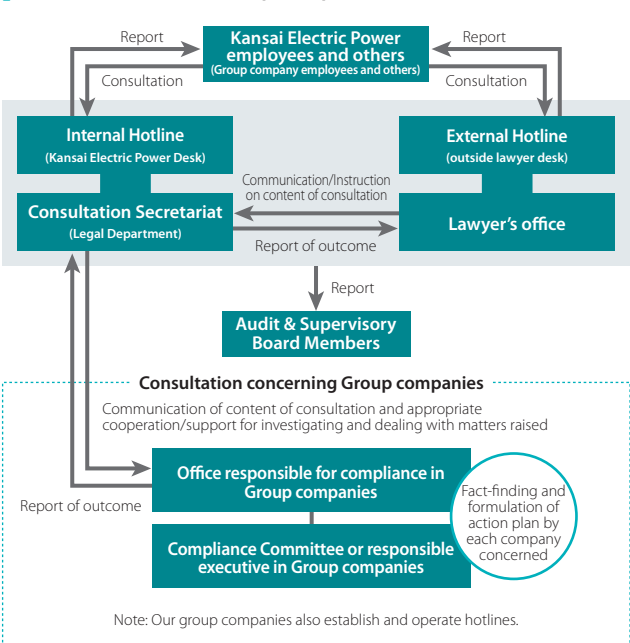 Kansai Electric Power
employees and others
(Group company employees and others)
Report
Report
Consultation
Consultation
Internal Hotline
(Kansai Electric Power Desk)
External Hotline
(outside lawyer desk)
Communication/Instruction
on content of consultation
Consultation Secretariat
(Legal Department)
Lawyer's office
Report of outcome
Report
Audit & Supervisory
Board Members
Consultation concerning Group companies
Communication of content of consultation and appropriate
cooperation/support for investigating and dealing with matters raised
Office responsible for compliance in
Group companies
Report of outcome
Fact-finding and
formulation of
action plan by
each company
concerned
Compliance Committee or responsible
executive in Group companies
Note: Our group companies also establish and operate hotlines.